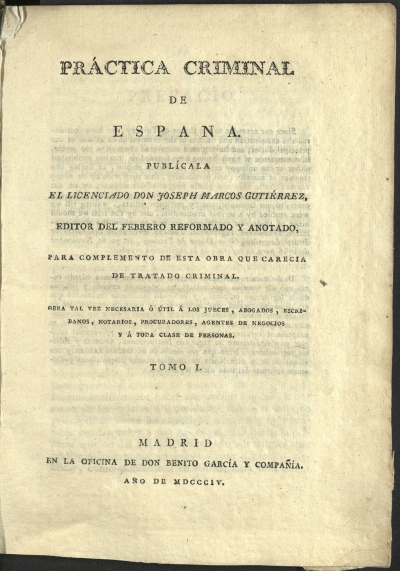 PRÁCTICA CRIMINAL
DE
ESPAÑA.
PUBLÍCALA
EL LICENCIADO DON JOSEPH MARCOS GUTIÉRREZ,
EDITOR DEL FEBRERO REFORMADO Y ANOTADO,
PARA COMPLEMENTO DE ESTA OBRA QUE CARECIA
DE TRATADO CRIMINAL.
OBRA TAL VEZ NECESARIA Ó ÚTIL Á LOS JUECES, ABOGADOS, ESCRI-
BANOS, NOTARIOS, PROCURADORES, AGENTES DE NEGOCIOS
Y Á TODA CLASE DE PERSONAS.
TOMO I.
MADRID
EN LA OFICINA DE DON BENITO GARCÍA Y COMPAÑÍA.
AÑO DE MDCCCIV.